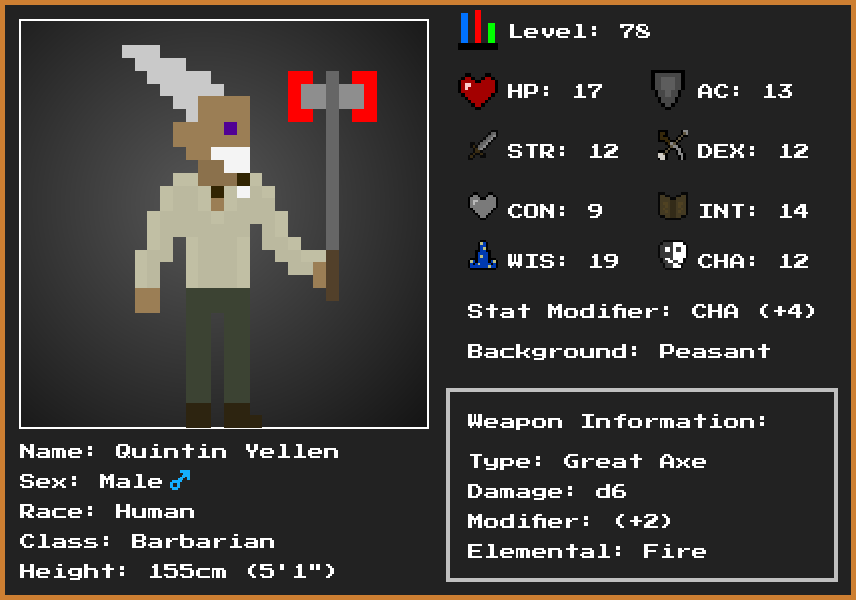 Level: 78
HP: 17 AC: 13
STR: 12 DEX: 12
CON: 9 INT: 14
WIS: 19 CHA: 12
Stat Modifier: CHA (+4)
Background: Peasant
Weapon Information:
Type: Great Axe
Damage: d6
Modifier: (+2)
Elemental: Fire
Name: Quintin Yellen
Sex: Male♂
Race: Human
Class: Barbarian
Height: 155cm (5'1")